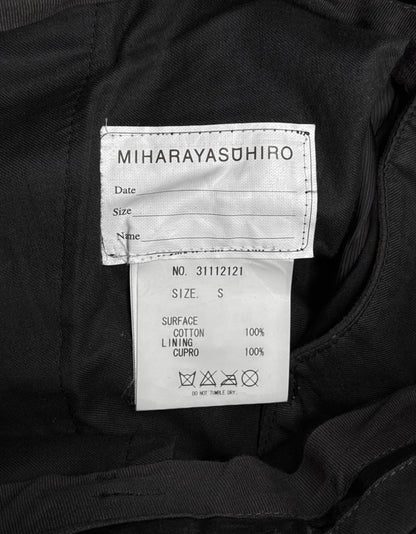 MIHARAYASUHIRO
Date
Size
Name
NO. 31112121
SIZE. S
SURFACE
COTTON 100%
LINING
CUPRO 100%
DO NOT TUMBLE DRY.